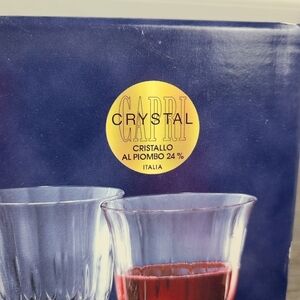 CAPRI
CRYSTAL
CRISTALLO
AL PIOMBO 24 %
ITALIA